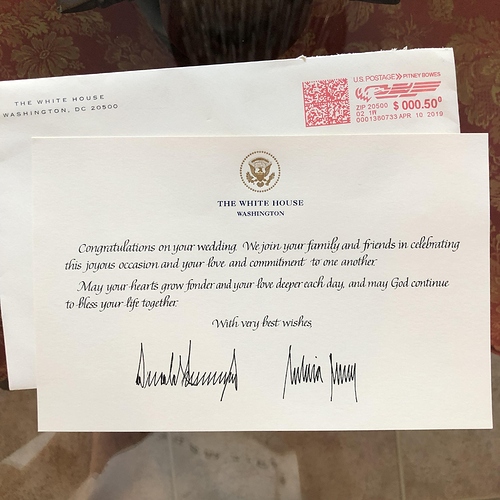 THE WHITE HOUSE
WASHINGTON, DC 20500
U.S. POSTAGE PITNEY BOWES
ZIP 20500 $ 000.50⁰
02 1W
0001380733 APR 10 2019
THE WHITE HOUSE
WASHINGTON
Congratulations on your wedding. We join your family and friends in celebrating
this joyous occasion and your love and commitment to one another.
May your hearts grow fonder and your love deeper each day, and may God continue
to bless your life together.
With very best wishes,